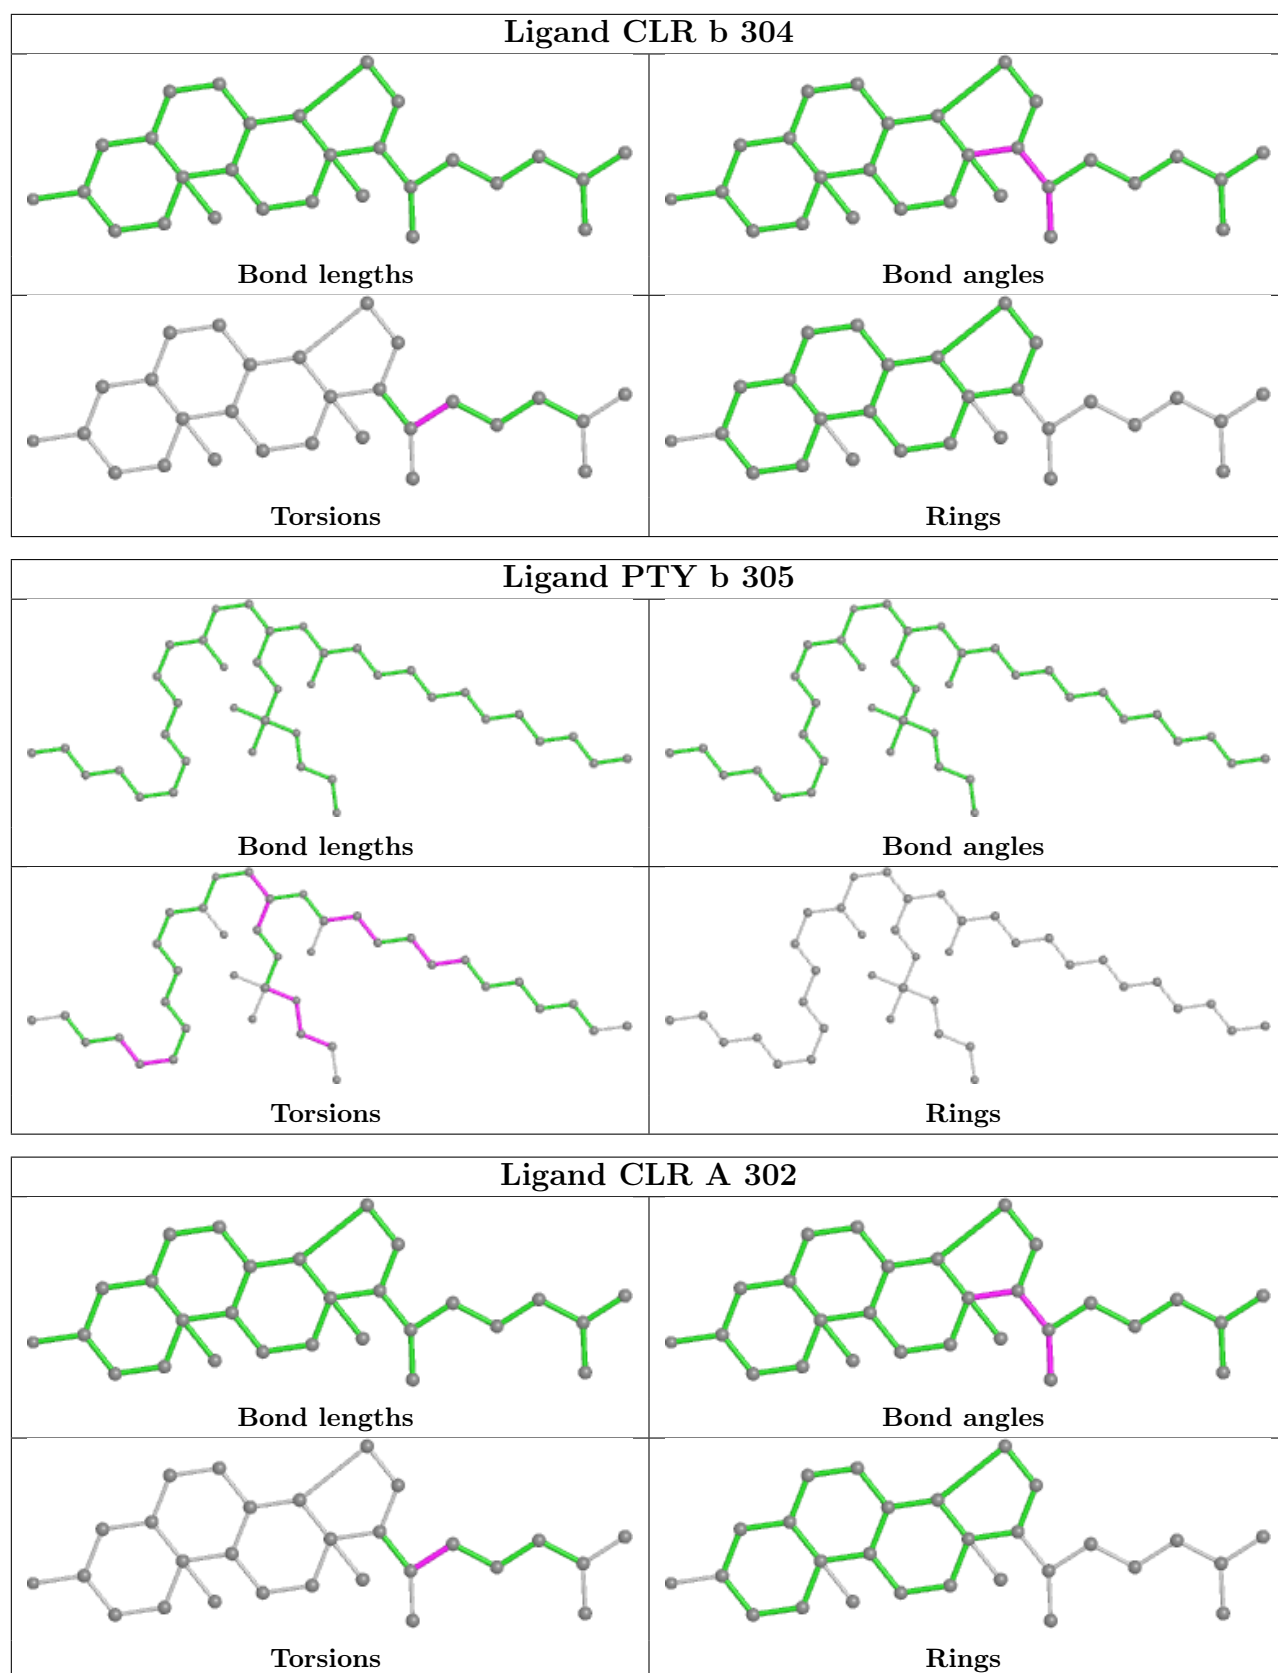 Ligand CLR b 304
Bond lengths
Bond angles
Torsions
Rings
Ligand PTY b 305
Bond lengths
Bond angles
Torsions
Rings
Ligand CLR A 302
Bond lengths
Bond angles
Torsions
Rings